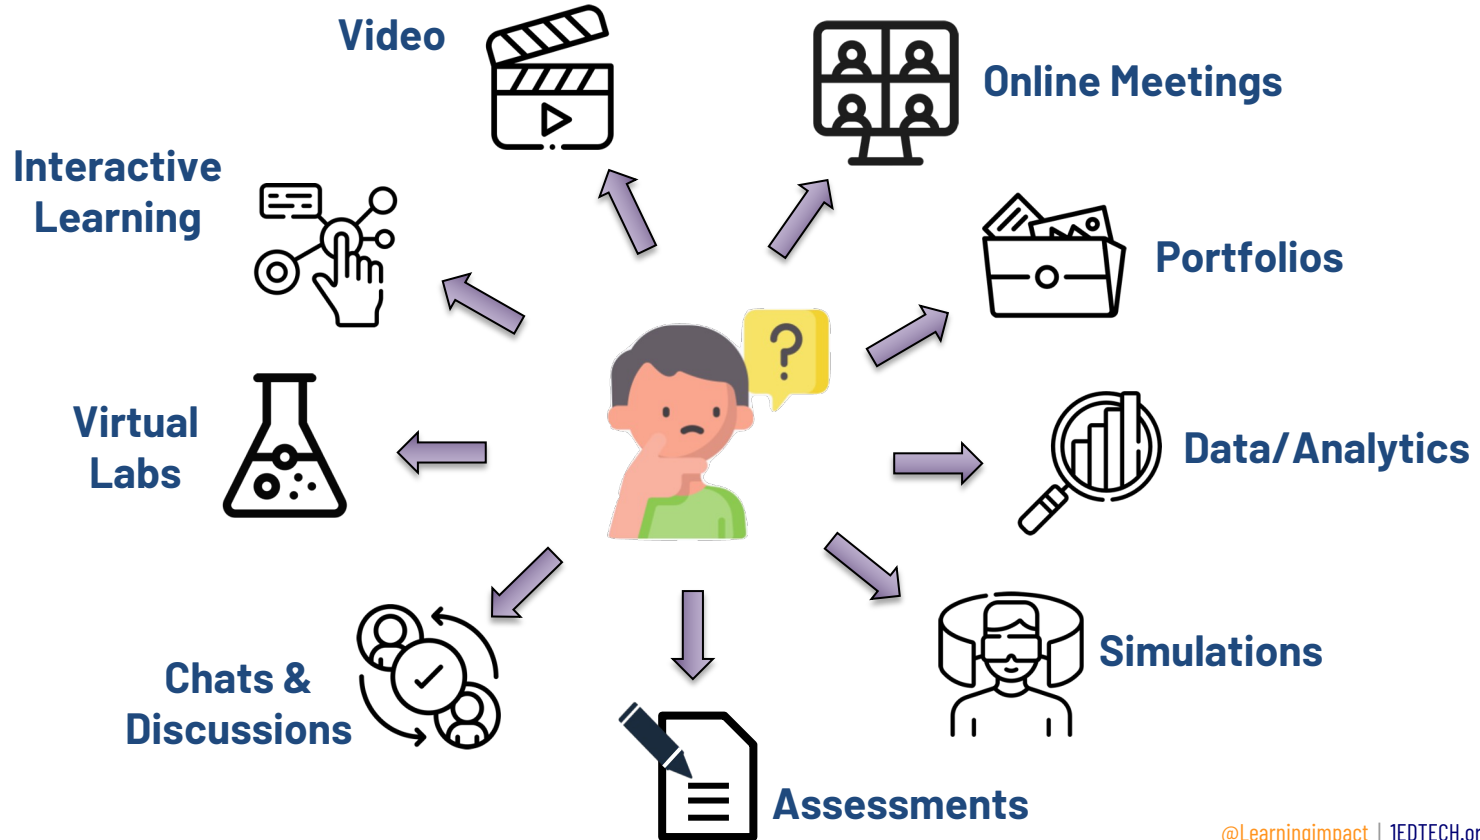 Video
Online Meetings
Interactive
Learning
Portfolios
?
Virtual
Labs
Data/Analytics
Chats &
Discussions
Simulations
Assessments
@Learningimpact | 1EDTECH.or